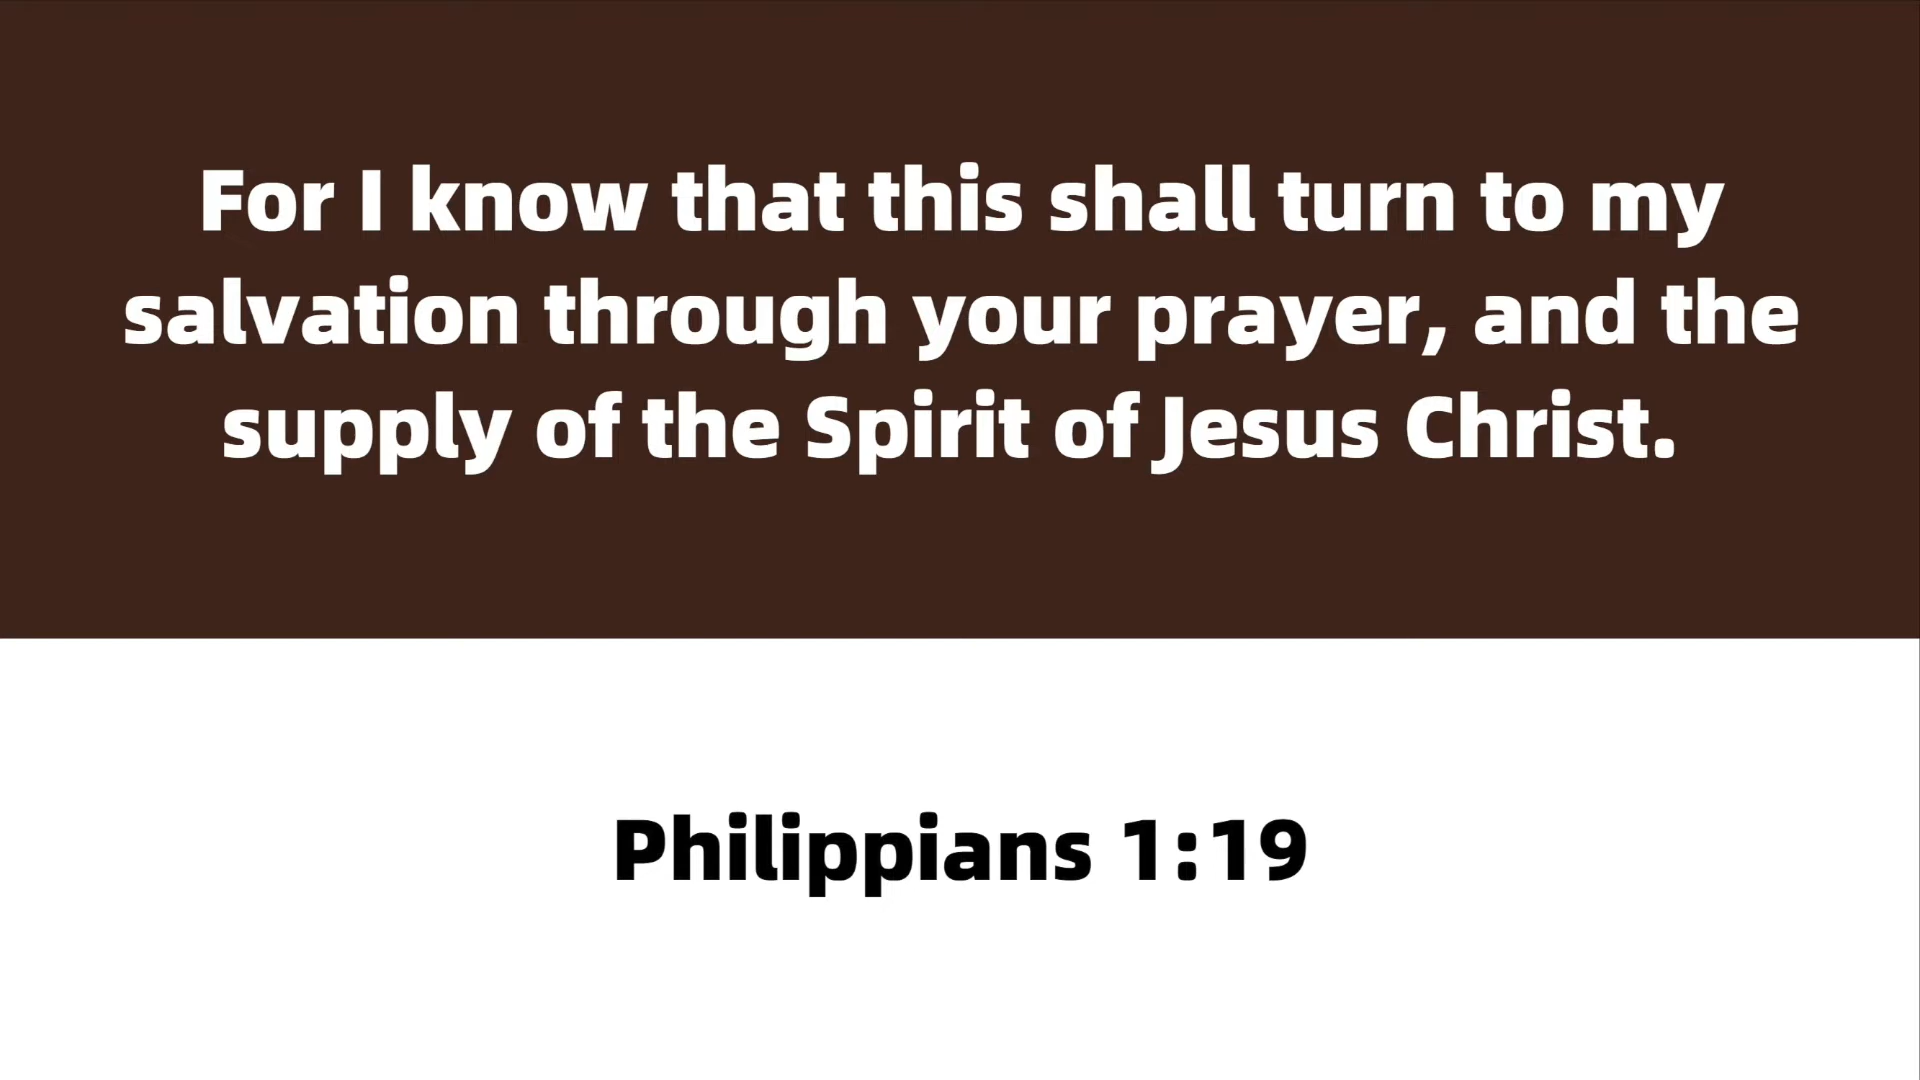 For I know that this shall turn to my
salvation through your prayer, and the
supply of the Spirit of Jesus Christ.
Philippians 1:19